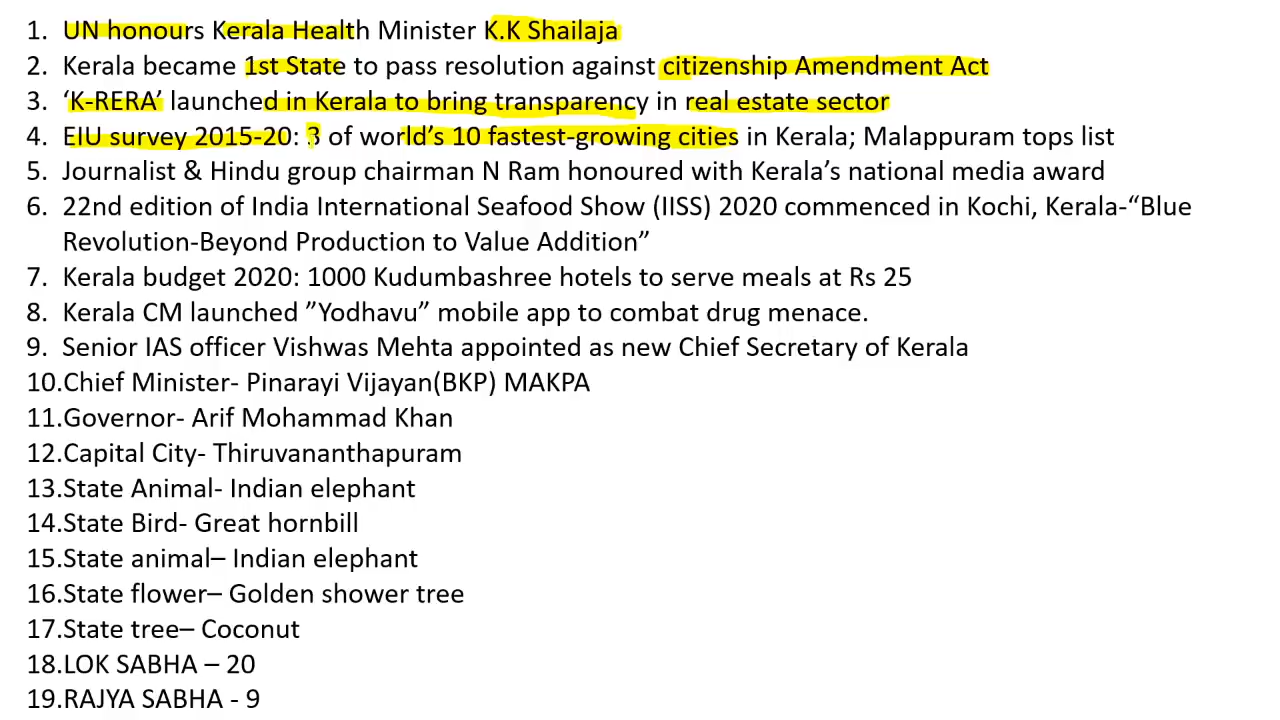 1. UN honours Kerala Health Minister K.K Shailaja
2. Kerala became 1st State to pass resolution against citizenship Amendment Act
3. ‘K-RERA’ launched in Kerala to bring transparency in real estate sector
4. EIU survey 2015-20: 3 of world’s 10 fastest-growing cities in Kerala; Malappuram tops list
5. Journalist & Hindu group chairman N Ram honoured with Kerala’s national media award
6. 22nd edition of India International Seafood Show (IISS) 2020 commenced in Kochi, Kerala-“Blue
Revolution-Beyond Production to Value Addition”
7. Kerala budget 2020: 1000 Kudumbashree hotels to serve meals at Rs 25
8. Kerala CM launched ”Yodhavu” mobile app to combat drug menace.
9. Senior IAS officer Vishwas Mehta appointed as new Chief Secretary of Kerala
10.Chief Minister- Pinarayi Vijayan(BKP) MAKPA
11.Governor- Arif Mohammad Khan
12.Capital City- Thiruvananthapuram
13.State Animal- Indian elephant
14.State Bird- Great hornbill
15.State animal– Indian elephant
16.State flower– Golden shower tree
17.State tree– Coconut
18.LOK SABHA – 20
19.RAJYA SABHA - 9